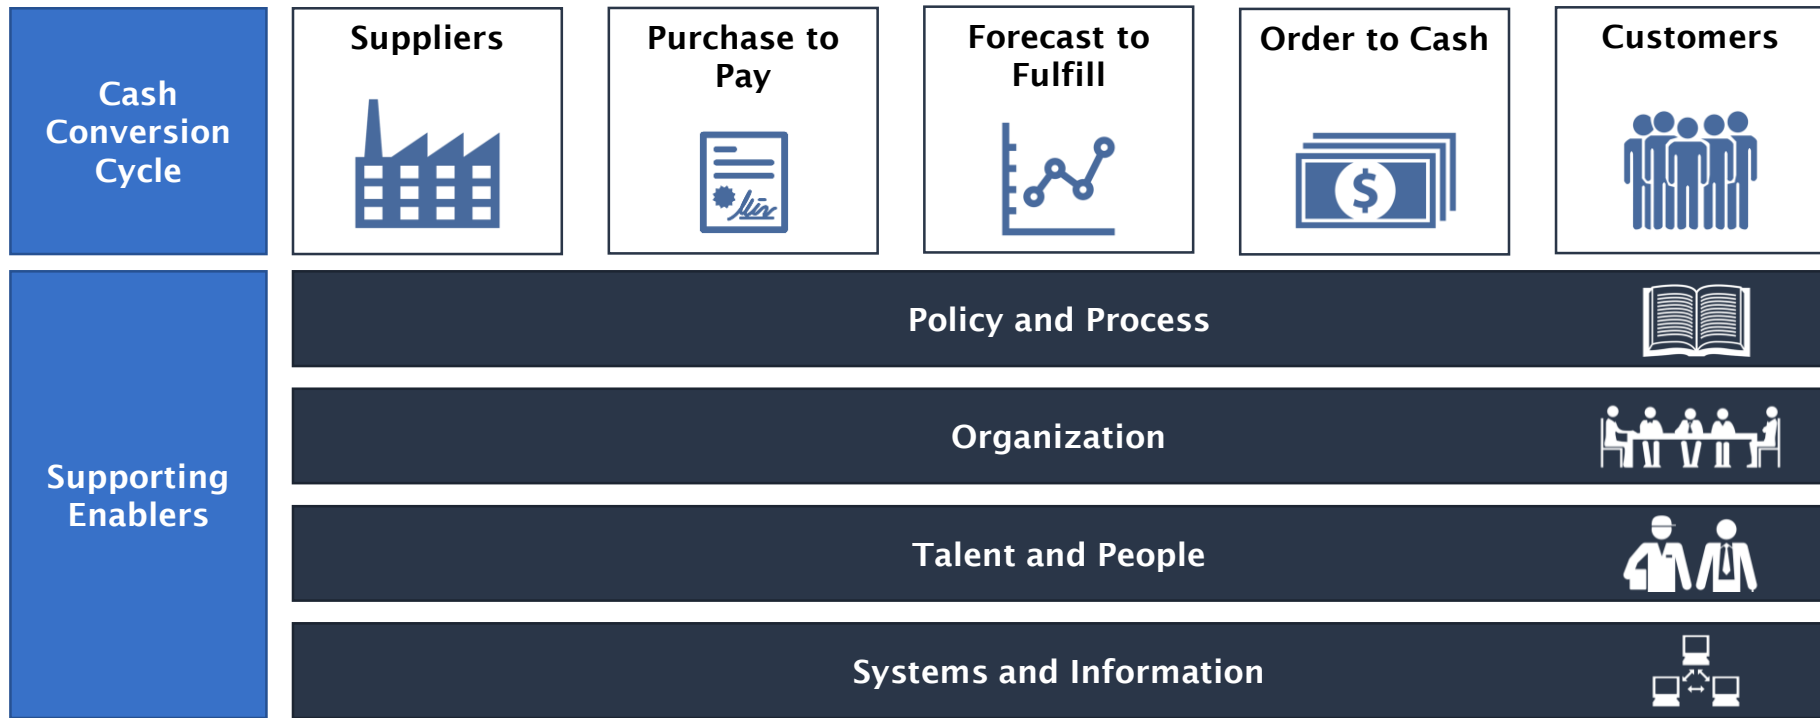 Cash
Conversion
Cycle
Suppliers
Purchase to
Pay
Forecast to
Fulfill
Order to Cash
$
Customers
Supporting
Enablers
Policy and Process
Organization
Talent and People
Systems and Information